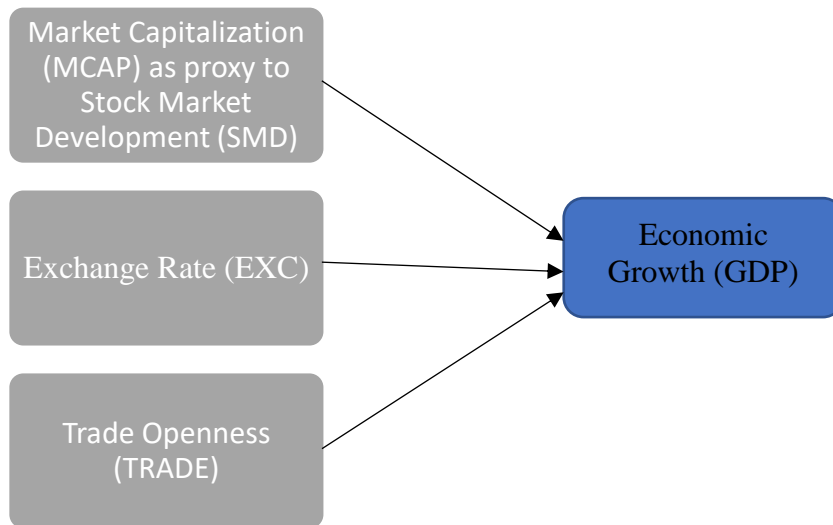 Market Capitalization
(MCAP) as proxy to
Stock Market
Development (SMD)
Exchange Rate (EXC)
Trade Openness
(TRADE)
Economic
Growth (GDP)